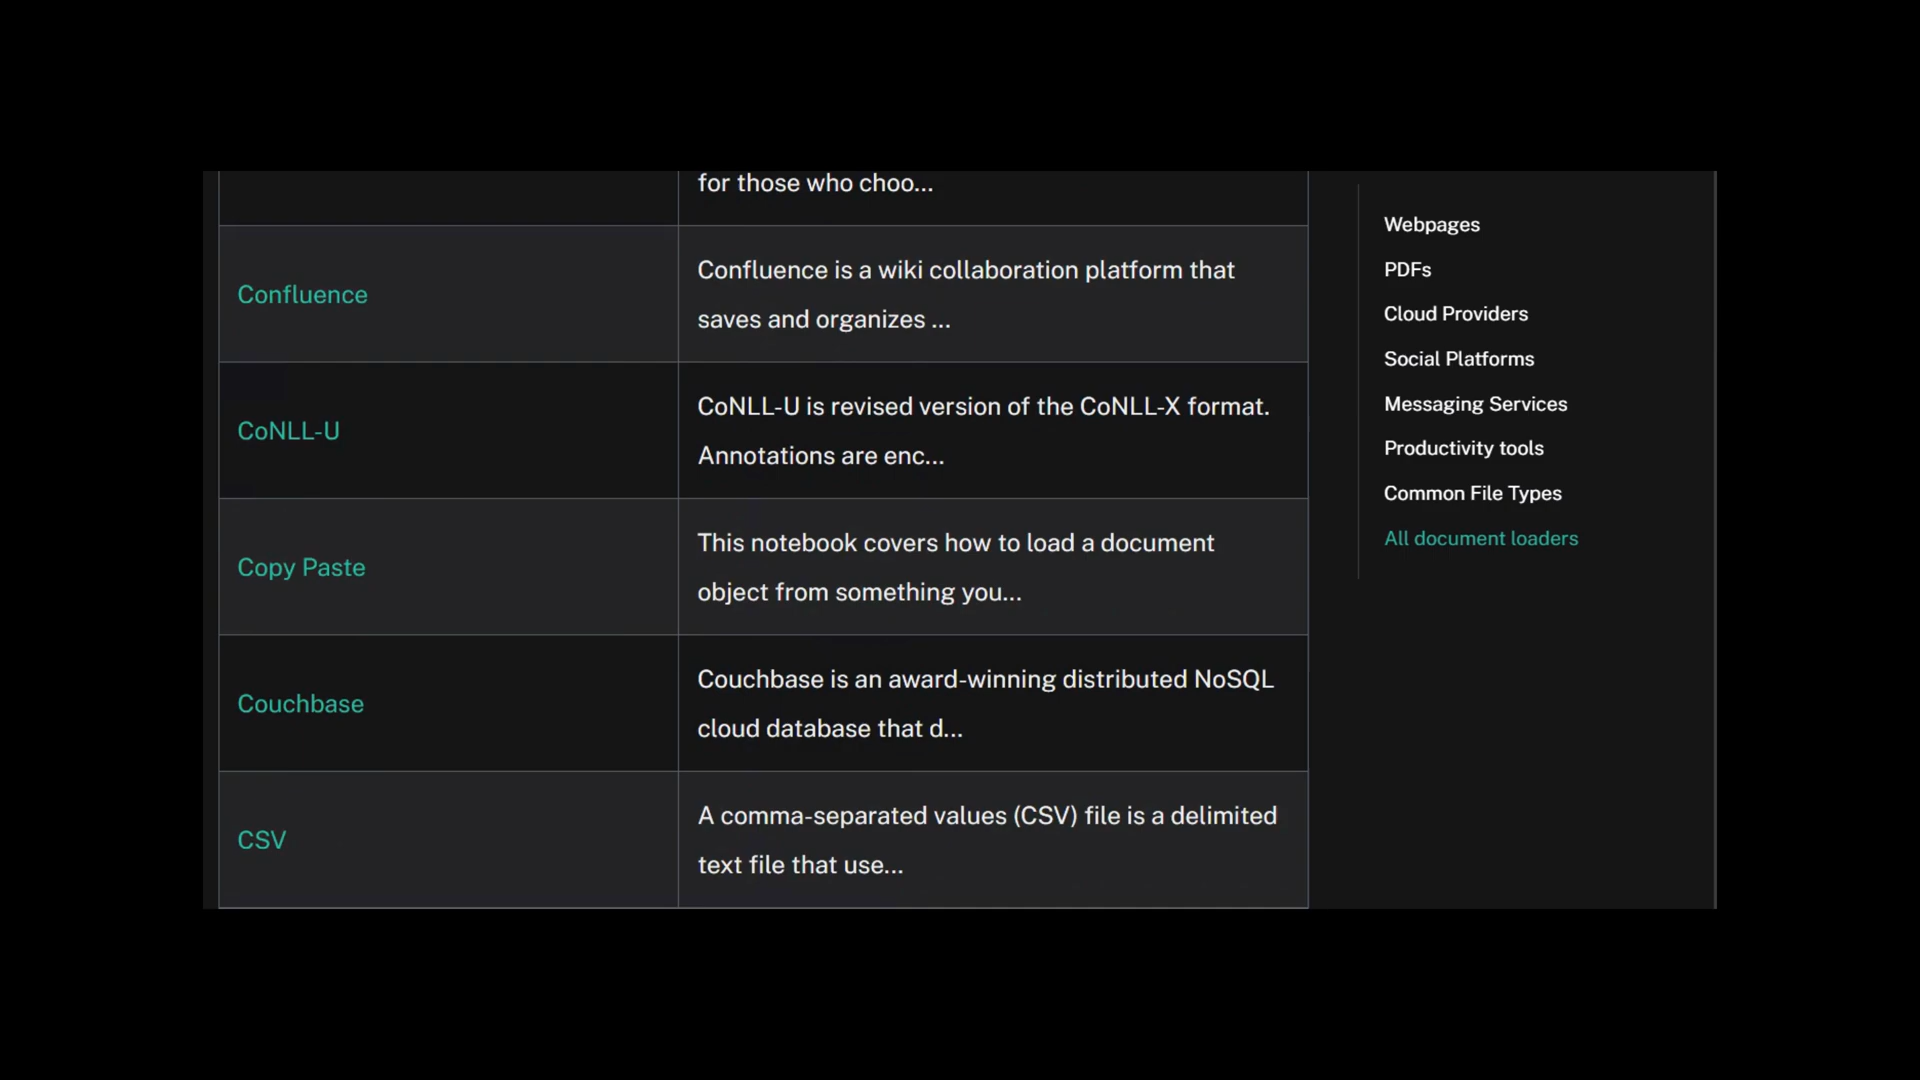 for those who choo...
Confluence
Confluence is a wiki collaboration platform that
saves and organizes ...
CoNLL-U
CoNLL-U is revised version of the CoNLL-X format.
Annotations are enc...
Copy Paste
This notebook covers how to load a document
object from something you...
Couchbase
Couchbase is an award-winning distributed NoSQL
cloud database that d...
CSV
A comma-separated values (CSV) file is a delimited
text file that use...
Webpages
PDFs
Cloud Providers
Social Platforms
Messaging Services
Productivity tools
Common File Types
All document loaders